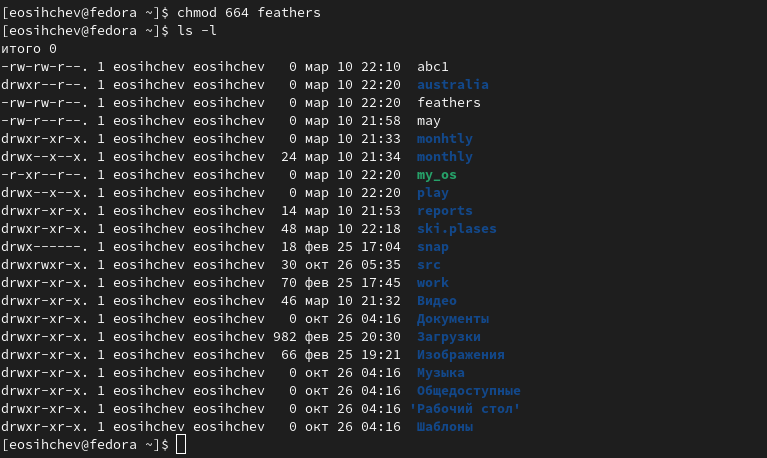 [eosihchev@fedora ~]$ chmod 664 feathers
[eosihchev@fedora ~]$ ls -l
итого 0
-rw-rw-r--. 1 eosihchev eosihchev   0 мар 10 22:10  abc1
drwxr--r--. 1 eosihchev eosihchev   0 мар 10 22:20  australia
-rw-rw-r--. 1 eosihchev eosihchev   0 мар 10 22:20  feathers
-rw-r--r--. 1 eosihchev eosihchev   0 мар 10 21:58  may
drwxr-xr-x. 1 eosihchev eosihchev   0 мар 10 21:33  monhtly
drwx--x--x. 1 eosihchev eosihchev  24 мар 10 21:34  monthly
-r-xr--r--. 1 eosihchev eosihchev   0 мар 10 22:20  my_os
drwx--x--x. 1 eosihchev eosihchev   0 мар 10 22:20  play
drwxr-xr-x. 1 eosihchev eosihchev  14 мар 10 21:53  reports
drwxr-xr-x. 1 eosihchev eosihchev  48 мар 10 22:18  ski.plases
drwx------. 1 eosihchev eosihchev  18 фев 25 17:04  snap
drwxrwxr-x. 1 eosihchev eosihchev  30 окт 26 05:35  src
drwxr-xr-x. 1 eosihchev eosihchev  70 фев 25 17:45  work
drwxr-xr-x. 1 eosihchev eosihchev  46 мар 10 21:32  Видео
drwxr-xr-x. 1 eosihchev eosihchev   0 окт 26 04:16  Документы
drwxr-xr-x. 1 eosihchev eosihchev 982 фев 25 20:30  Загрузки
drwxr-xr-x. 1 eosihchev eosihchev  66 фев 25 19:21  Изображения
drwxr-xr-x. 1 eosihchev eosihchev   0 окт 26 04:16  Музыка
drwxr-xr-x. 1 eosihchev eosihchev   0 окт 26 04:16  Общедоступные
drwxr-xr-x. 1 eosihchev eosihchev   0 окт 26 04:16 'Рабочий стол'
drwxr-xr-x. 1 eosihchev eosihchev   0 окт 26 04:16  Шаблоны
[eosihchev@fedora ~]$